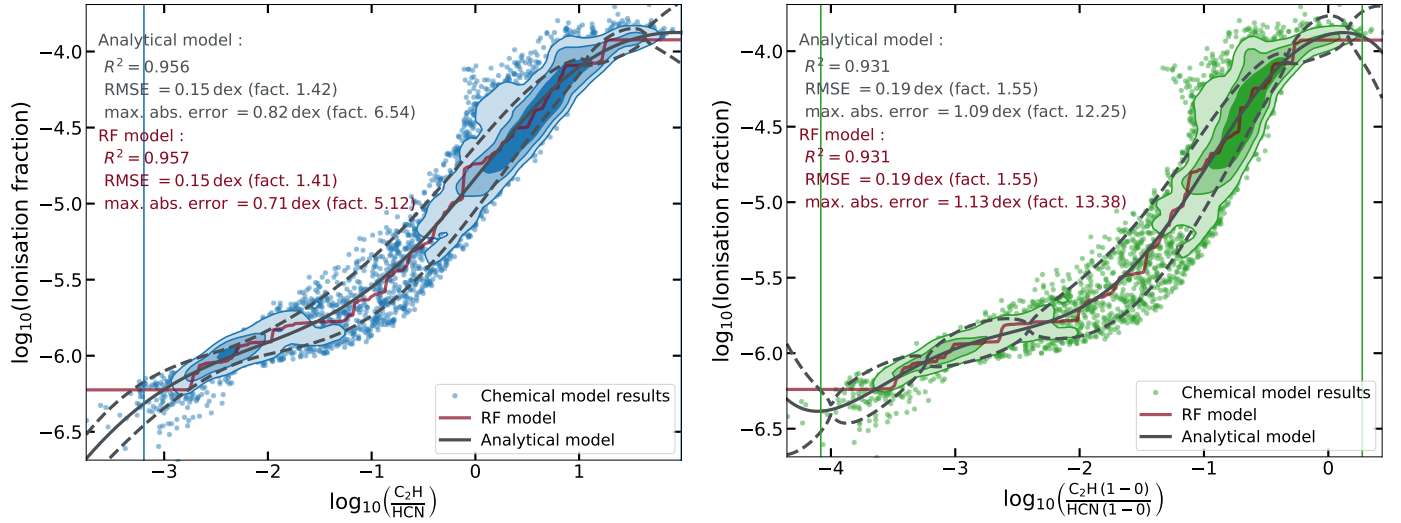 log₁₀(Ionisation fraction)
−4.0
−4.5
−5.0
−5.5
−6.0
−6.5
Analytical model :
R² = 0.956
RMSE = 0.15 dex (fact. 1.42)
max. abs. error = 0.82 dex (fact. 6.54)
RF model :
R² = 0.957
RMSE = 0.15 dex (fact. 1.41)
max. abs. error = 0.71 dex (fact. 5.12)
Chemical model results
RF model
Analytical model
−3 −2 −1 0 1
log₁₀(C₂H/HCN)
log₁₀(Ionisation fraction)
−4.0
−4.5
−5.0
−5.5
−6.0
−6.5
Analytical model :
R² = 0.931
RMSE = 0.19 dex (fact. 1.55)
max. abs. error = 1.09 dex (fact. 12.25)
RF model :
R² = 0.931
RMSE = 0.19 dex (fact. 1.55)
max. abs. error = 1.13 dex (fact. 13.38)
Chemical model results
RF model
Analytical model
−4 −3 −2 −1 0
log₁₀(C₂H (1−0)/HCN (1−0))